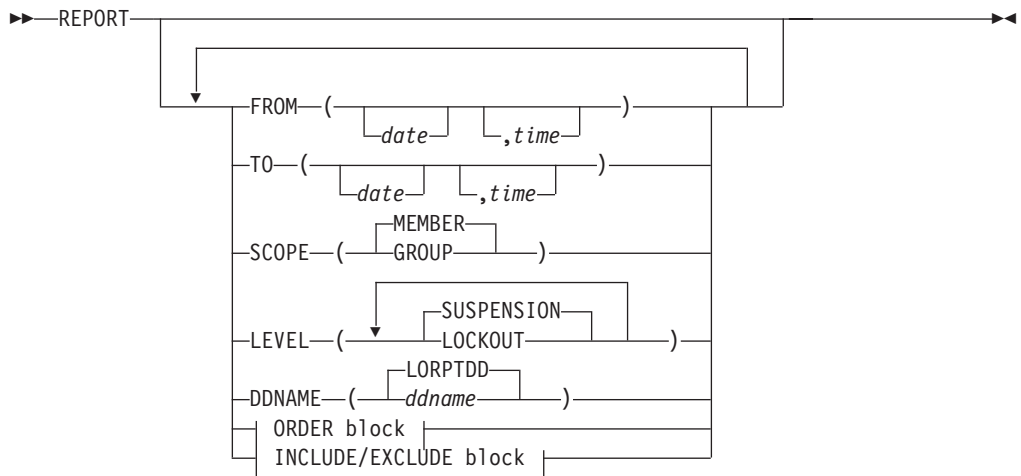 REPORT
FROM ( date ,time )
TO ( date ,time )
MEMBER
SCOPE ( GROUP )
SUSPENSION
LEVEL ( LOCKOUT )
LORPTDD
DDNAME ( ddname )
ORDER block
INCLUDE/EXCLUDE block